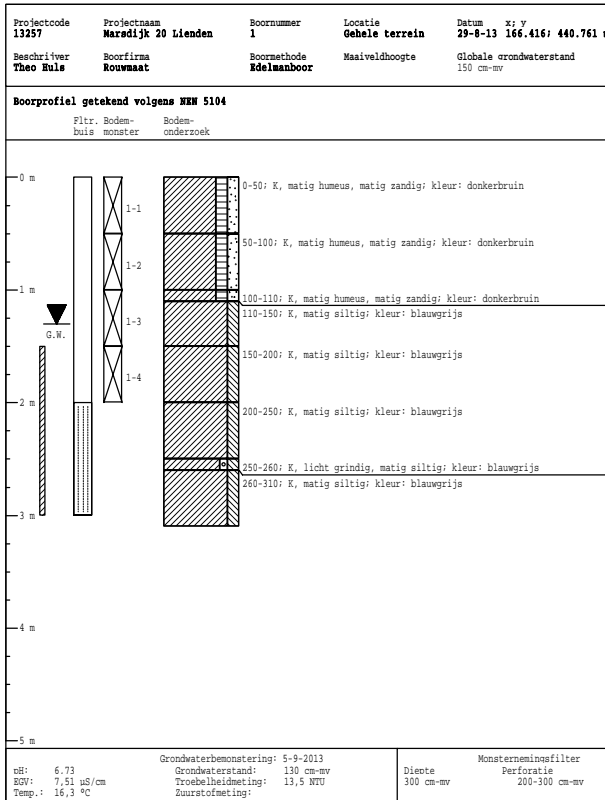 Projectcode Projectnaam Boornummer Locatie Datum x; y
13257 Marsdijk 20 Lienden 1 Gehele terrein 29-8-13 166.416; 440.761
Beschrijver Boorfirma Boormethode Maaiveldhoogte Globale grondwaterstand
Theo Huls Rouwmaat Edelmanboor 150 cm-mv
Boorprofiel getekend volgens NEN 5104
Fltr. Bodem- Bodem-
buis monster onderzoek
0 m
0-50; K, matig humeus, matig zandig; kleur: donkerbruin
1-1
50-100; K, matig humeus, matig zandig; kleur: donkerbruin
1-2
1 m
100-110; K, matig humeus, matig zandig; kleur: donkerbruin
110-150; K, matig siltig; kleur: blauwgrijs
1-3
G.W.
150-200; K, matig siltig; kleur: blauwgrijs
1-4
2 m
200-250; K, matig siltig; kleur: blauwgrijs
250-260; K, licht grindig, matig siltig; kleur: blauwgrijs
260-310; K, matig siltig; kleur: blauwgrijs
3 m
4 m
5 m
Grondwaterbemonstering: 5-9-2013 Monsternemingsfilter
pH: 6.73 Grondwaterstand: 130 cm-mv Diepte Perforatie
EGV: 7,51 µS/cm Troebelheidmeting: 13,5 NTU 300 cm-mv 200-300 cm-mv
Temp.: 16,3 ºC Zuurstofmeting: